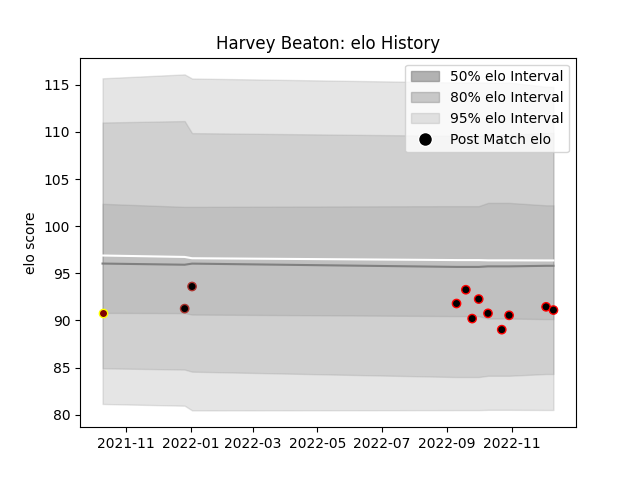 Harvey Beaton: elo History
50% elo Interval
80% elo Interval
95% elo Interval
Post Match elo
elo score
115
110
105
100
95
90
85
80
2021-11
2022-01
2022-03
2022-05
2022-07
2022-09
2022-11